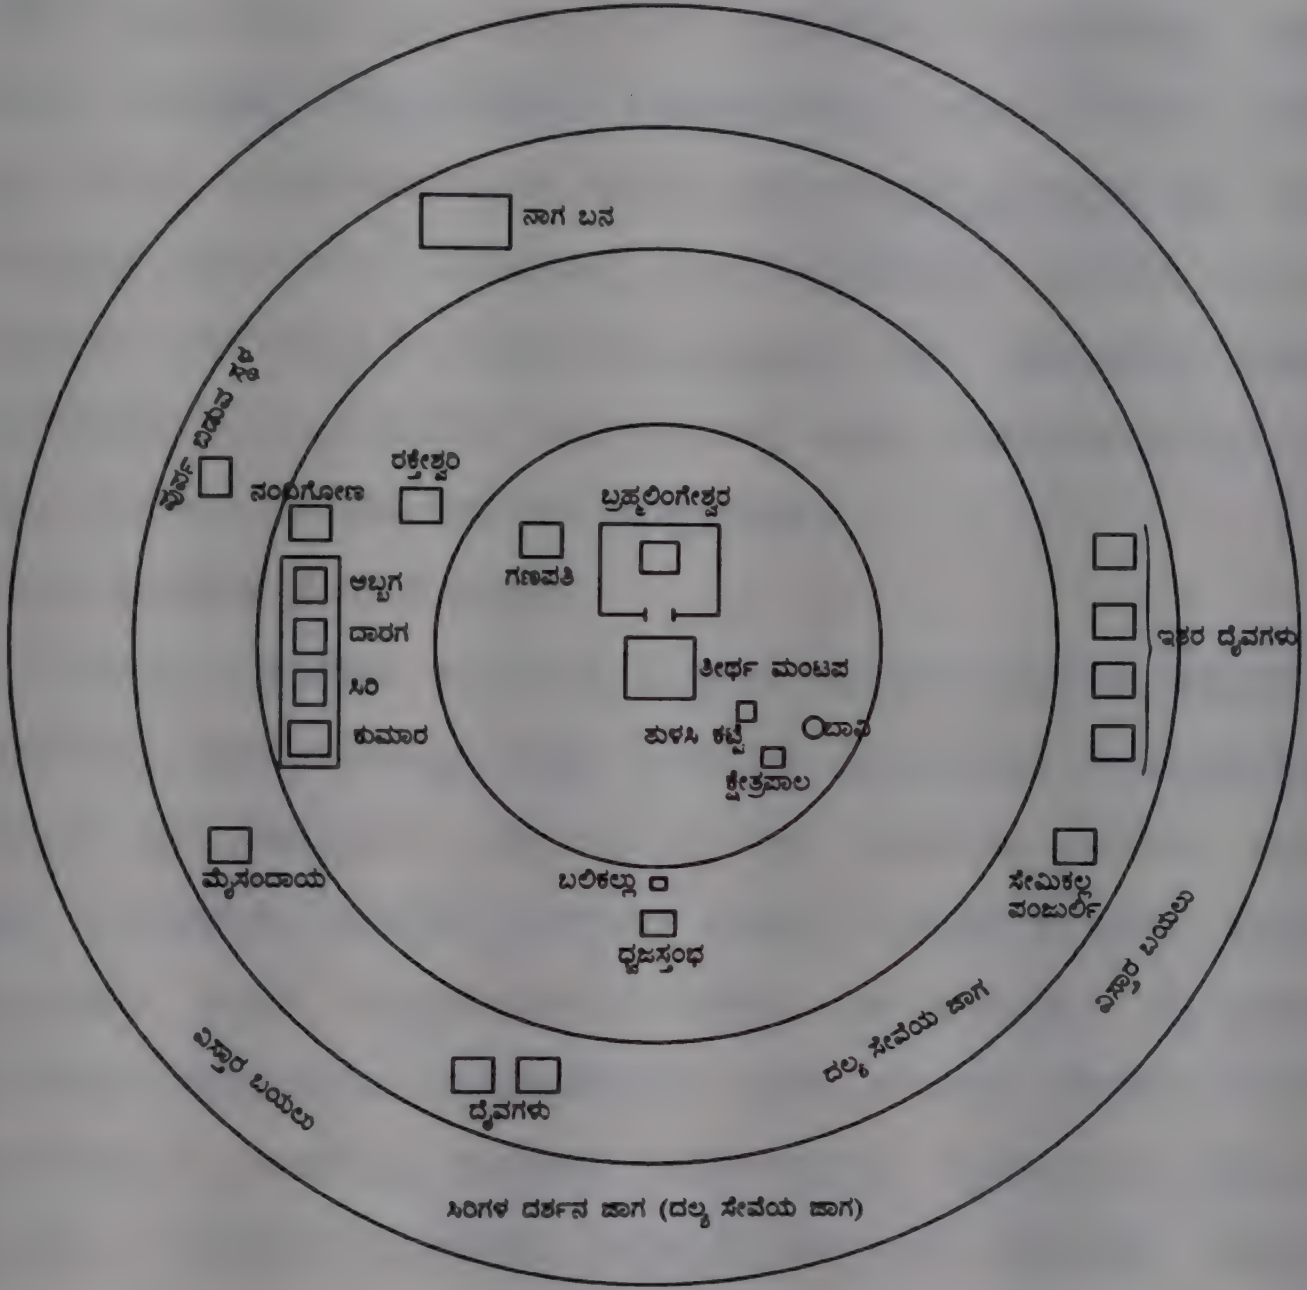 ನಾಗ ಬನ
ಪುರ್ಪ ಬಿಡುವ ಸ್ಥಳ
ರಕ್ತೇಶ್ವರಿ
ನಂದಿಗೋಣ
ಬ್ರಹ್ಮಲಿಂಗೇಶ್ವರ
ಗಣಪತಿ
ಅಬ್ಬಗ
ದಾರಗ
ಇತರ ದೈವಗಳು
ತೀರ್ಥ ಮಂಟಪ
ಸಿರಿ
ಕುಮಾರ
ತುಳಸಿ ಕಟ್ಟೆ
ಬಾವಿ
ಕ್ಷೇತ್ರಪಾಲ
ಮೈಸಂದಾಯ
ಬಲಿಕಲ್ಲು
ಸೇಮಿಕಲ್ಲ
ಪಂಜುರ್ಲಿ
ಧ್ವಜಸ್ತಂಭ
ವಿಸ್ತಾರ ಬಯಲು
ದಲ್ಯ ಸೇವೆಯ ಜಾಗ
ವಿಸ್ತಾರ ಬಯಲು
ದೈವಗಳು
ಸಿರಿಗಳ ದರ್ಶನ ಜಾಗ (ದಲ್ಯ ಸೇವೆಯ ಜಾಗ)